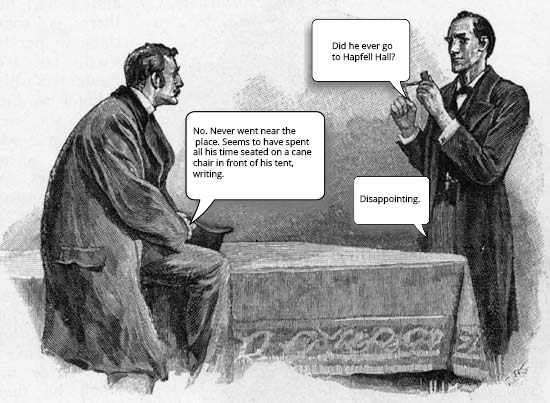 Did he ever go
to Hapfell Hall?
No. Never went near the
place. Seems to have spent
all his time seated on a cane
chair in front of his tent,
writing.
Disappointing.